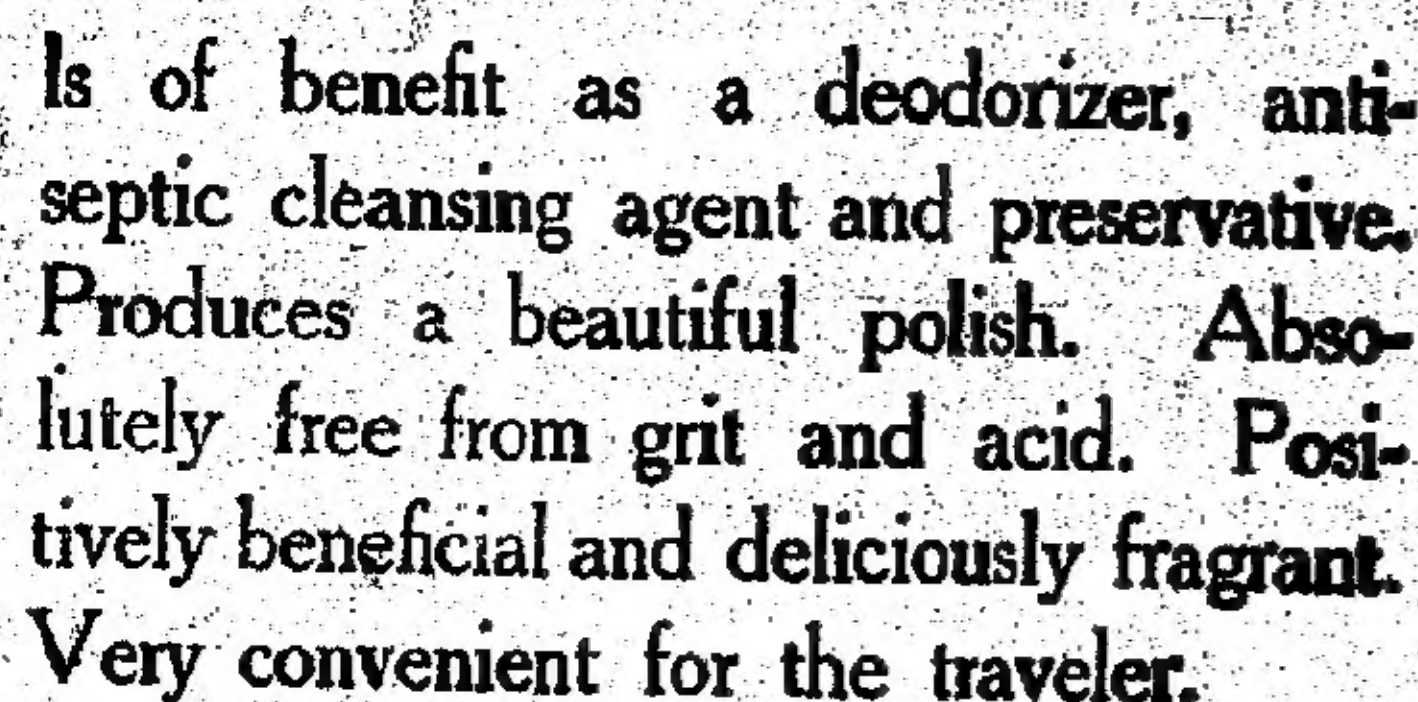 Is of benefit as a deodorizer, anti-
septic cleansing agent and preservative.
Produces a beautiful polish. Abso-
lutely free from grit and acid. Posi-
tively beneficial and deliciously fragrant.
Very convenient for the traveler.